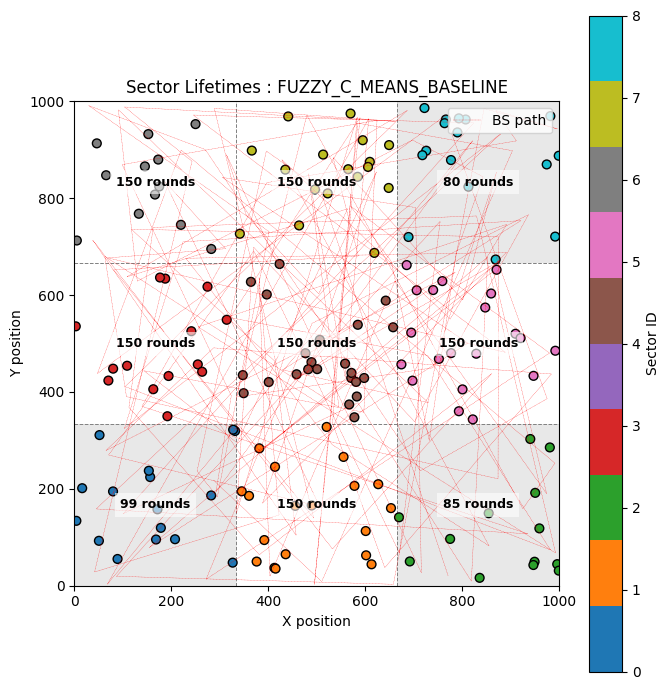 Sector Lifetimes : FUZZY_C_MEANS_BASELINE
BS path
1000
800
600
400
200
0
Y position
150 rounds
150 rounds
80 rounds
150 rounds
150 rounds
150 rounds
99 rounds
150 rounds
85 rounds
0
200
400
600
800
1000
X position
8
7
6
5
4
3
2
1
0
Sector ID